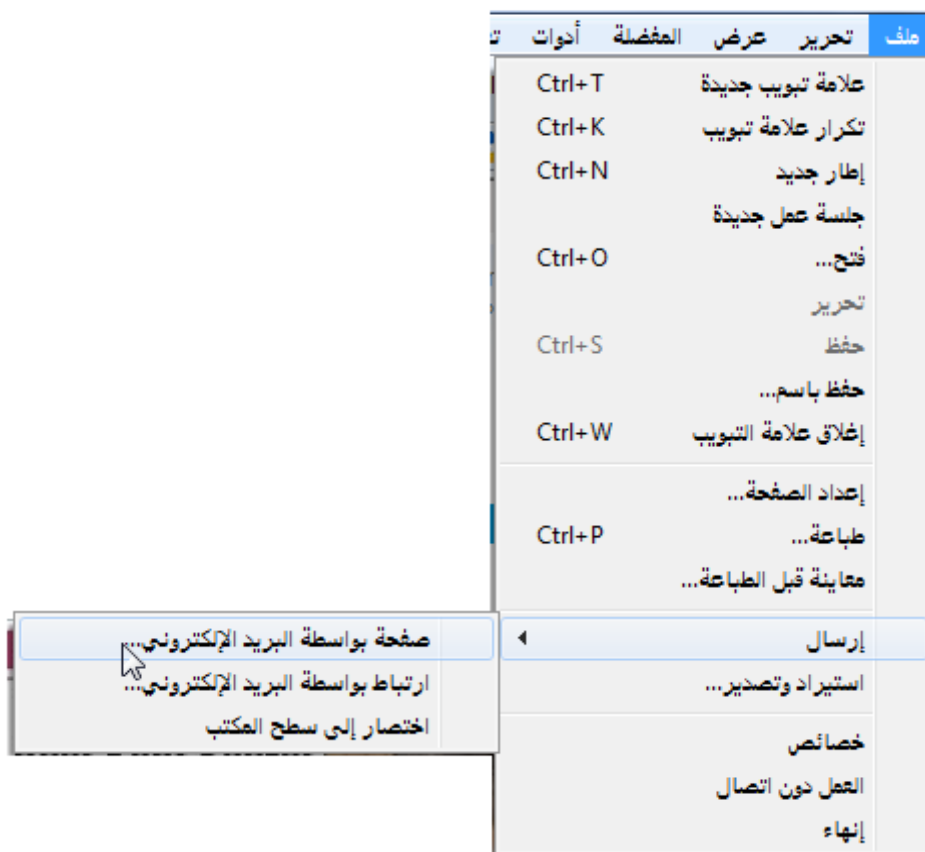 ملف تحرير عرض المفضلة أدوات
علامة تبويب جديدة Ctrl+T
تكرار علامة تبويب Ctrl+K
إطار جديد Ctrl+N
جلسة عمل جديدة
فتح... Ctrl+O
تحرير
حفظ Ctrl+S
حفظ باسم...
إغلاق علامة التبويب Ctrl+W
إعداد الصفحة...
طباعة... Ctrl+P
معاينة قبل الطباعة...
إرسال
صفحة بواسطة البريد الإلكتروني...
ارتباط بواسطة البريد الإلكتروني...
اختصار إلى سطح المكتب
استيراد وتصدير...
خصائص
العمل دون اتصال
إنهاء